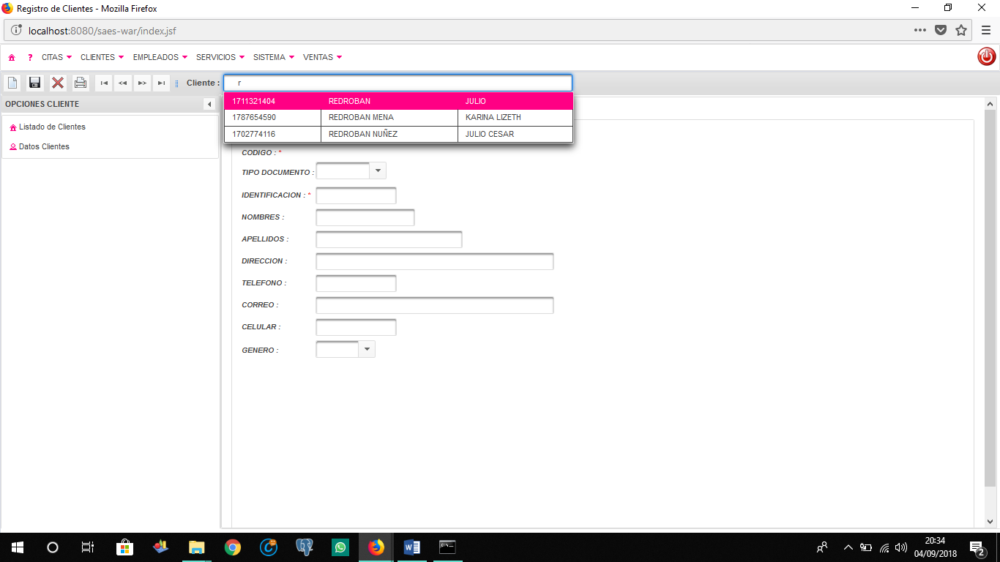 Registro de Clientes - Mozilla Firefox
localhost:8080/saes-war/index.jsf
? CITAS CLIENTES EMPLEADOS SERVICIOS SISTEMA VENTAS
Cliente : r
OPCIONES CLIENTE
1711321404 REDROBAN JULIO
1787654590 REDROBAN MENA KARINA LIZETH
1702774116 REDROBAN NUÑEZ JULIO CESAR
Listado de Clientes
Datos Clientes
CODIGO : *
TIPO DOCUMENTO :
IDENTIFICACION : *
NOMBRES :
APELLIDOS :
DIRECCION :
TELEFONO :
CORREO :
CELULAR :
GENERO :
20:34
04/09/2018
2